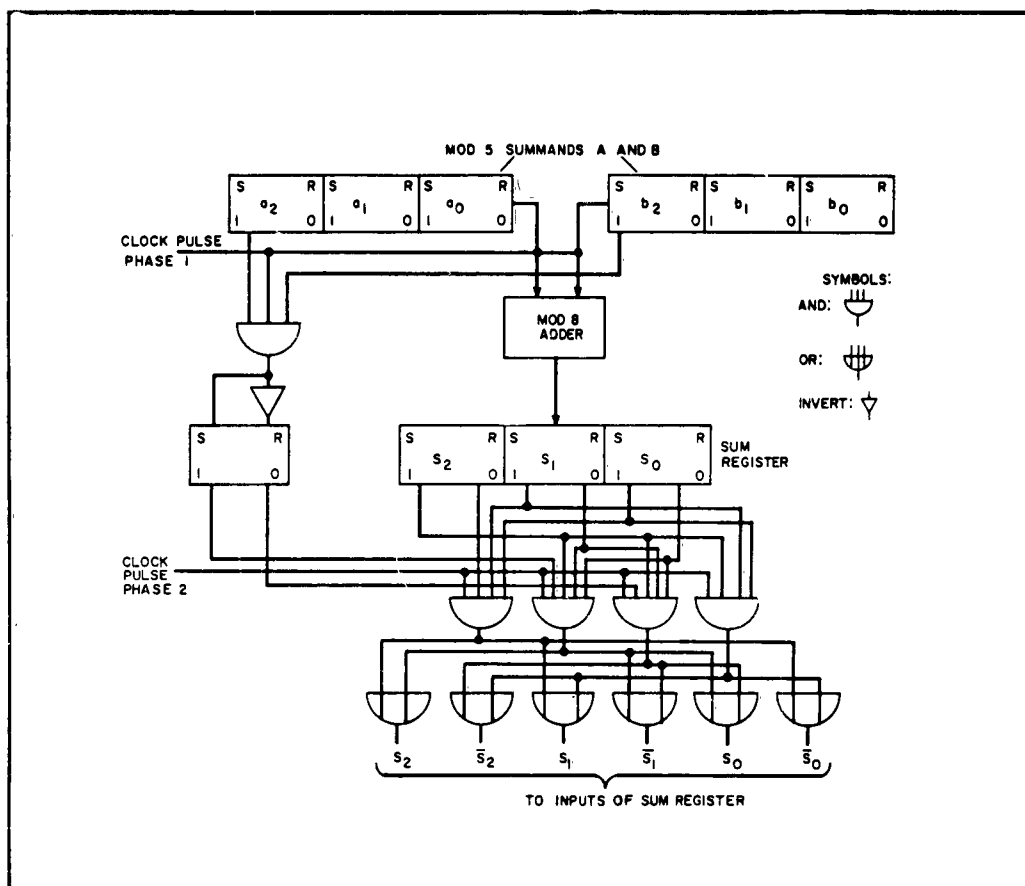 MOD 5 SUMMANDS A AND B
S R S R S R
a2 a1 a0
1 0 1 0 1 0
S R S R S R
b2 b1 b0
1 0 1 0 1 0
CLOCK PULSE
PHASE 1
SYMBOLS:
AND:
OR:
INVERT:
MOD 8
ADDER
S R
1 0
S R S R S R
S2 S1 S0
1 0 1 0 1 0
SUM
REGISTER
CLOCK
PULSE
PHASE 2
S2 S̅2 S1 S̅1 S0 S̅0
TO INPUTS OF SUM REGISTER